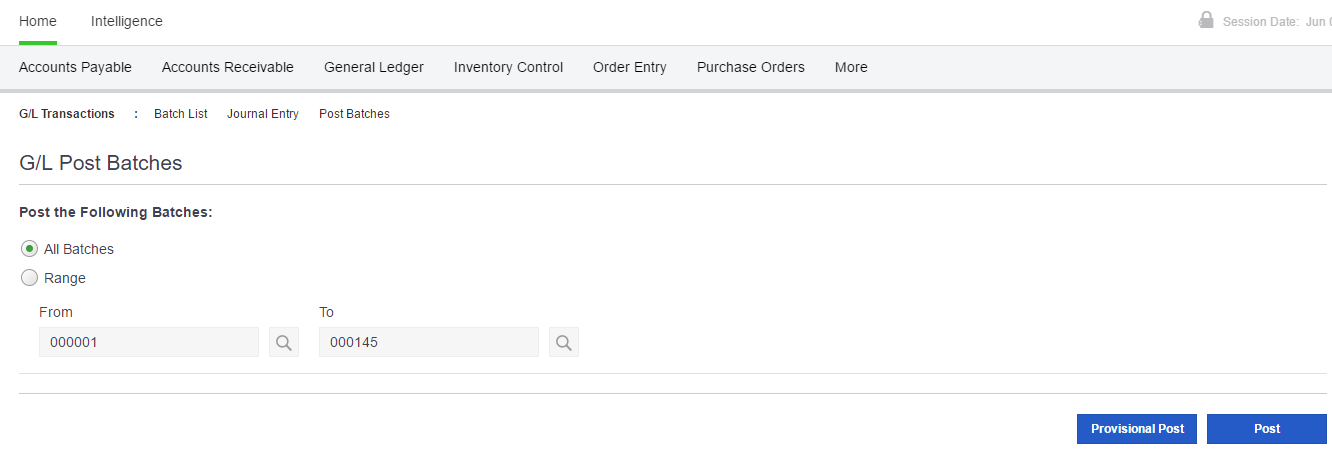 Home Intelligence Session Date: Jun
Accounts Payable Accounts Receivable General Ledger Inventory Control Order Entry Purchase Orders More
G/L Transactions : Batch List Journal Entry Post Batches
G/L Post Batches
Post the Following Batches:
All Batches
Range
From To
000001 000145
Provisional Post Post